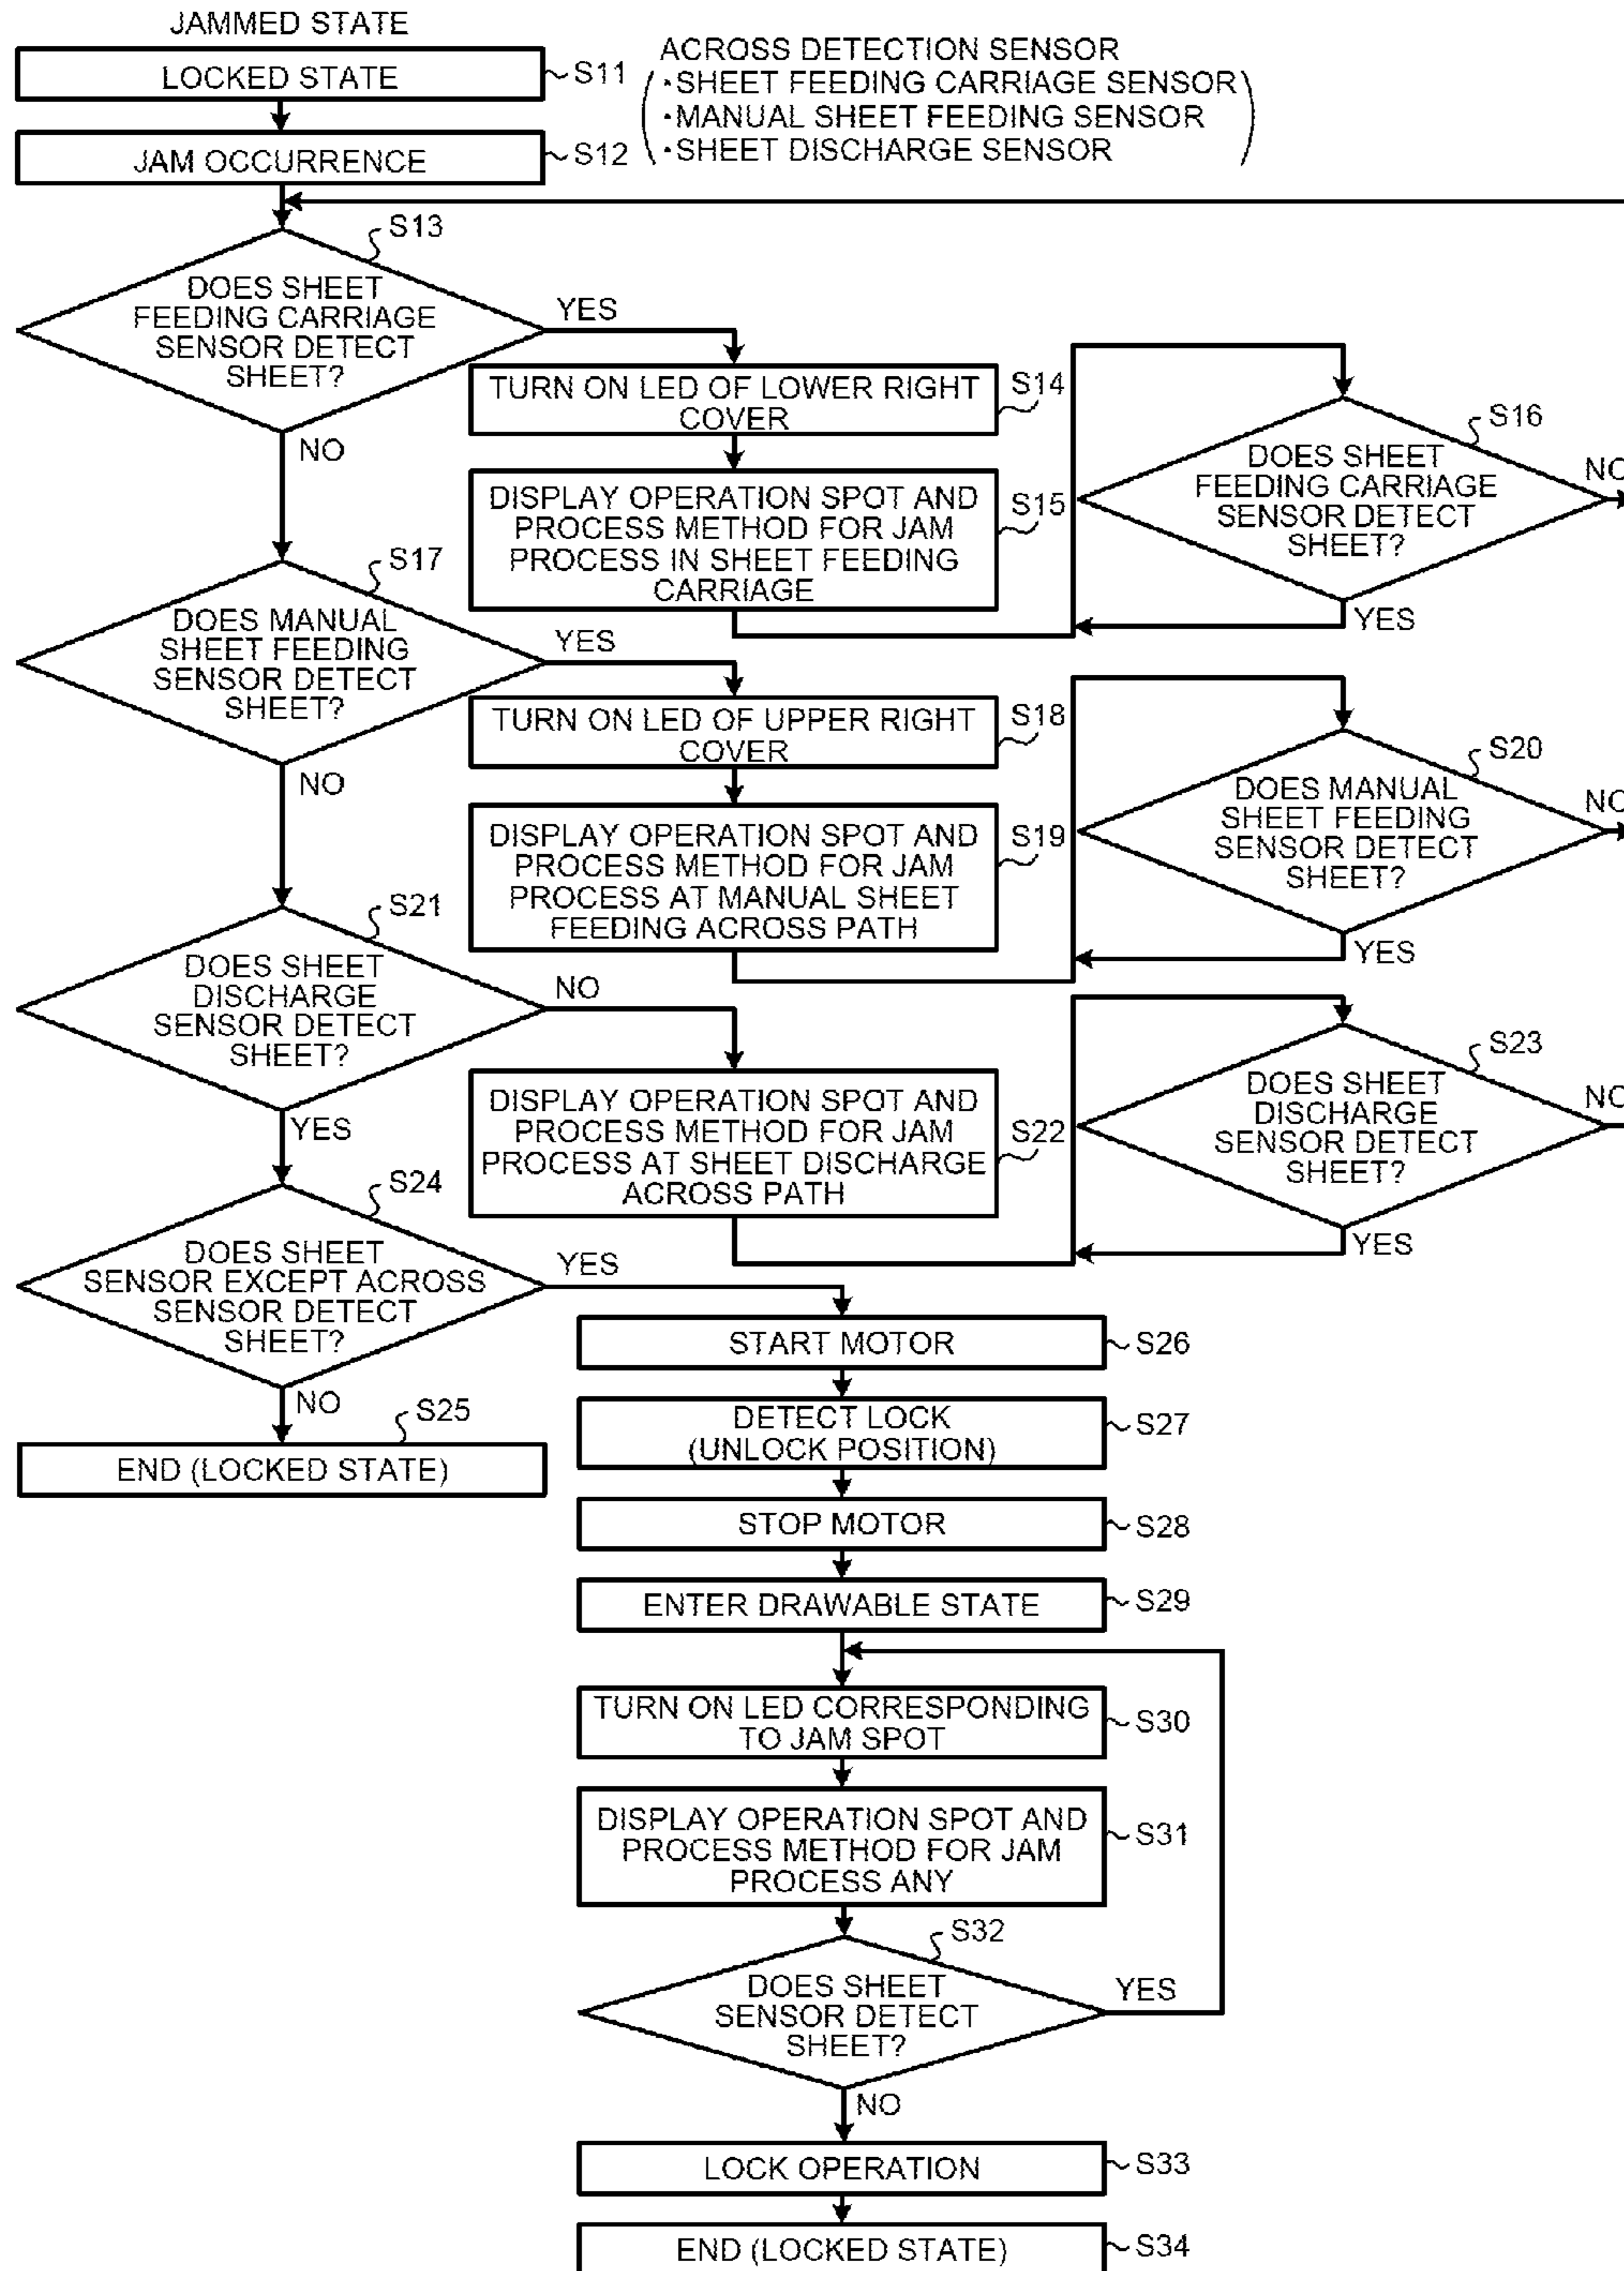 JAMMED STATE
LOCKED STATE
S11
JAM OCCURRENCE
S12
ACROSS DETECTION SENSOR
•SHEET FEEDING CARRIAGE SENSOR
•MANUAL SHEET FEEDING SENSOR
•SHEET DISCHARGE SENSOR
S13
DOES SHEET
FEEDING CARRIAGE
SENSOR DETECT
SHEET?
YES
NO
TURN ON LED OF LOWER RIGHT
COVER
S14
DISPLAY OPERATION SPOT AND
PROCESS METHOD FOR JAM
PROCESS IN SHEET FEEDING
CARRIAGE
S15
S16
DOES SHEET
FEEDING CARRIAGE
SENSOR DETECT
SHEET?
NO
YES
S17
DOES MANUAL
SHEET FEEDING
SENSOR DETECT
SHEET?
YES
NO
TURN ON LED OF UPPER RIGHT
COVER
S18
DISPLAY OPERATION SPOT AND
PROCESS METHOD FOR JAM
PROCESS AT MANUAL SHEET
FEEDING ACROSS PATH
S19
S20
DOES MANUAL
SHEET FEEDING
SENSOR DETECT
SHEET?
NO
YES
S21
DOES SHEET
DISCHARGE
SENSOR DETECT
SHEET?
NO
YES
DISPLAY OPERATION SPOT AND
PROCESS METHOD FOR JAM
PROCESS AT SHEET DISCHARGE
ACROSS PATH
S22
S23
DOES SHEET
DISCHARGE
SENSOR DETECT
SHEET?
NO
YES
S24
DOES SHEET
SENSOR EXCEPT ACROSS
SENSOR DETECT
SHEET?
YES
NO
S25
END (LOCKED STATE)
START MOTOR
S26
DETECT LOCK
(UNLOCK POSITION)
S27
STOP MOTOR
S28
ENTER DRAWABLE STATE
S29
TURN ON LED CORRESPONDING
TO JAM SPOT
S30
DISPLAY OPERATION SPOT AND
PROCESS METHOD FOR JAM
PROCESS ANY
S31
S32
DOES SHEET
SENSOR DETECT
SHEET?
YES
NO
LOCK OPERATION
S33
END (LOCKED STATE)
S34